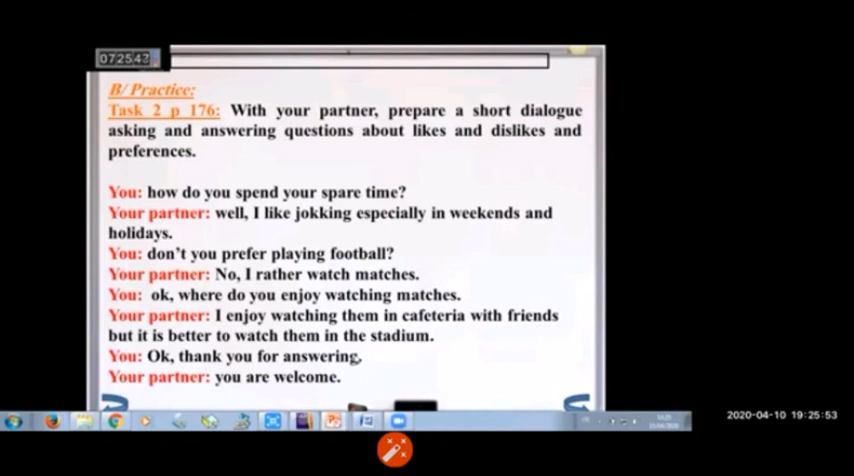 072542
B/ Practice:
Task 2 p 176: With your partner, prepare a short dialogue
asking and answering questions about likes and dislikes and
preferences.
You: how do you spend your spare time?
Your partner: well, I like jokking especially in weekends and
holidays.
You: don't you prefer playing football?
Your partner: No, I rather watch matches.
You: ok, where do you enjoy watching matches.
Your partner: I enjoy watching them in cafeteria with friends
but it is better to watch them in the stadium.
You: Ok, thank you for answering.
Your partner: you are welcome.
2020-04-10 19:25:53